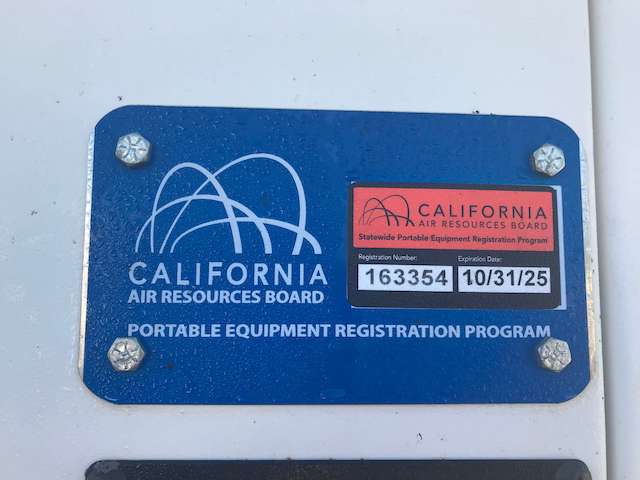 CALIFORNIA
AIR RESOURCES BOARD
PORTABLE EQUIPMENT REGISTRATION PROGRAM
CALIFORNIA
AIR RESOURCES BOARD
Statewide Portable Equipment Registration Program
Registration Number: Expiration Date:
163354 10/31/25